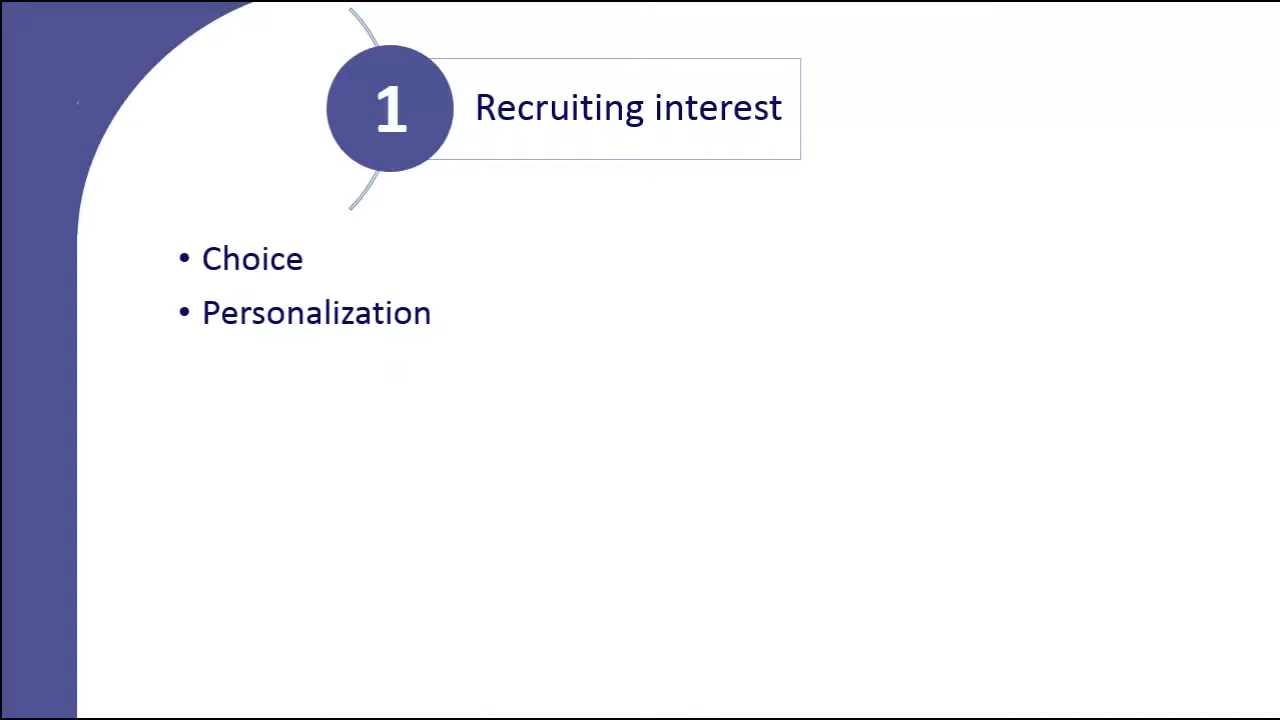 1
Recruiting interest
• Choice
• Personalization